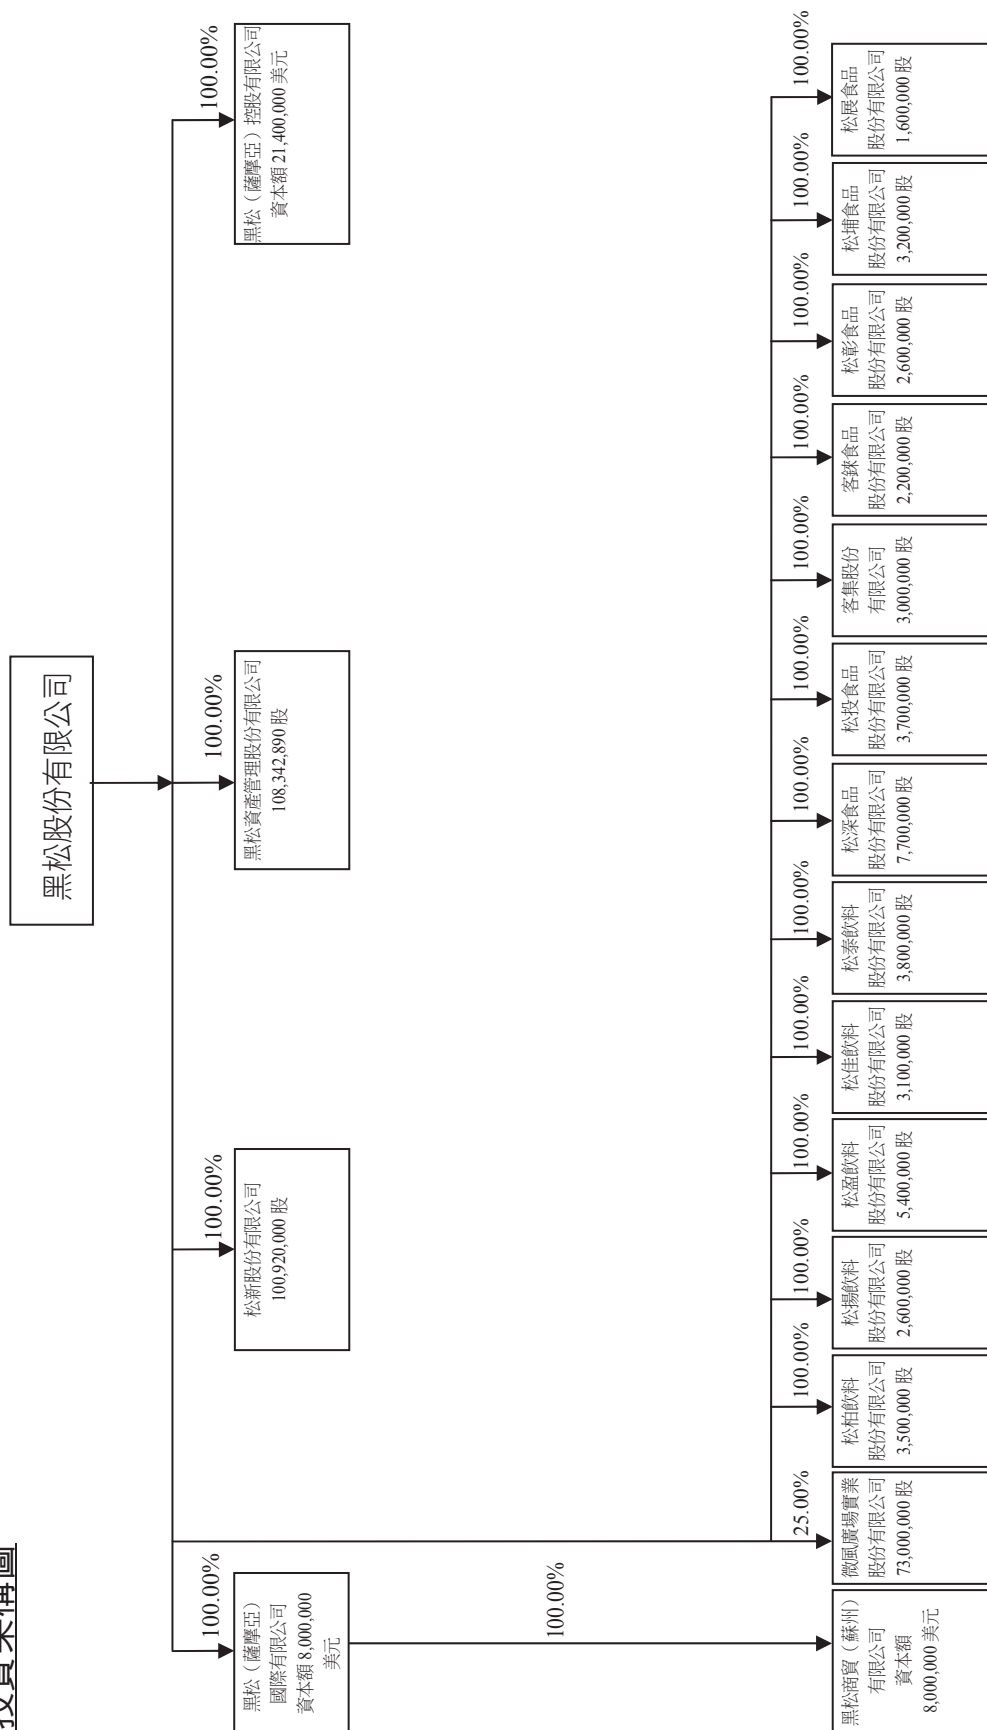 投資架構圖
黑松股份有限公司
100.00%
100.00%
100.00%
100.00%
黑松（薩摩亞）
國際有限公司
資本額 8,000,000
美元
松新股份有限公司
100,920,000 股
黑松資產管理股份有限公司
108,342,890 股
黑松（薩摩亞）控股有限公司
資本額 21,400,000 美元
100.00%
25.00%
100.00%
100.00%
100.00%
100.00%
100.00%
100.00%
100.00%
100.00%
100.00%
100.00%
100.00%
100.00%
黑松商貿（蘇州）
有限公司
資本額
8,000,000 美元
微風廣場實業
股份有限公司
73,000,000 股
松柏飲料
股份有限公司
3,500,000 股
松揚飲料
股份有限公司
2,600,000 股
松盈飲料
股份有限公司
5,400,000 股
松佳飲料
股份有限公司
3,100,000 股
松泰飲料
股份有限公司
3,800,000 股
松深食品
股份有限公司
7,700,000 股
松投食品
股份有限公司
3,700,000 股
客集股份
有限公司
3,000,000 股
客錸食品
股份有限公司
2,200,000 股
松彰食品
股份有限公司
2,600,000 股
松埔食品
股份有限公司
3,200,000 股
松展食品
股份有限公司
1,600,000 股